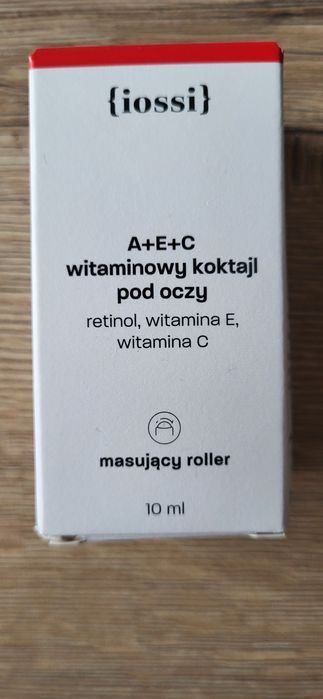 {iossi}
A+E+C
witaminowy koktajl
pod oczy
retinol, witamina E,
witamina C
masujący roller
10 ml